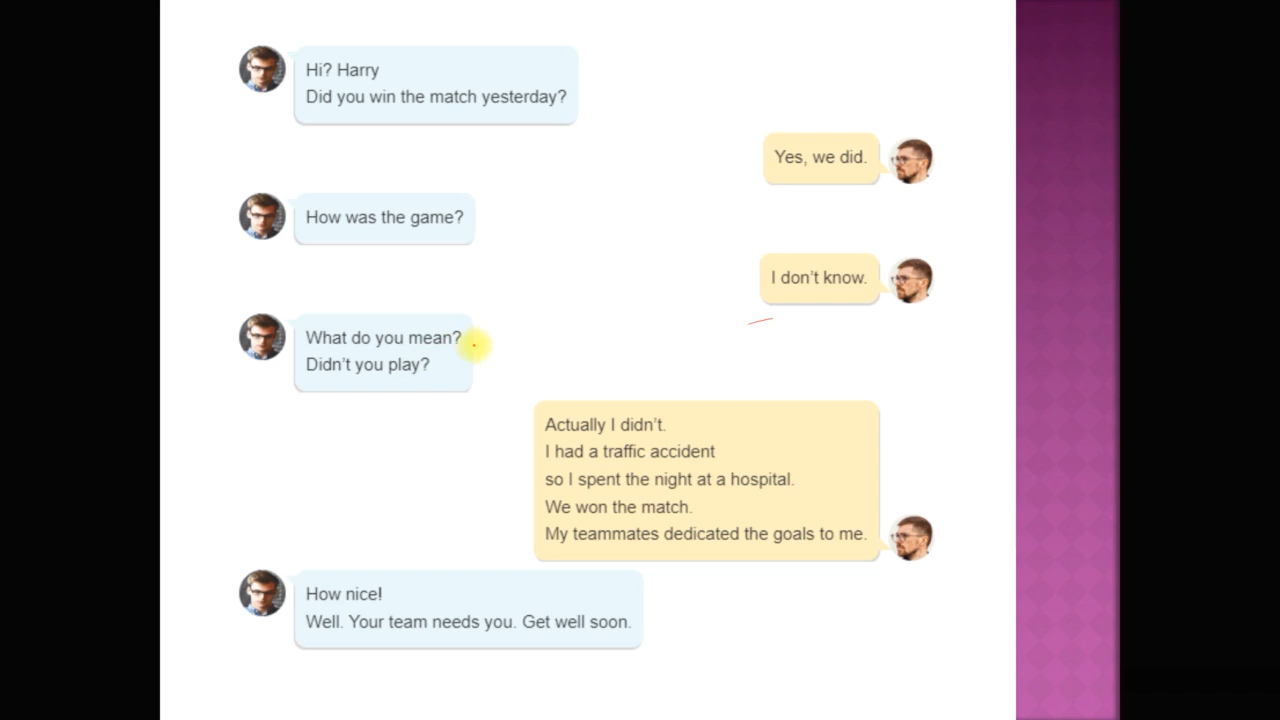 Hi? Harry
Did you win the match yesterday?
Yes, we did.
How was the game?
I don't know.
What do you mean?
Didn't you play?
Actually I didn't.
I had a traffic accident
so I spent the night at a hospital.
We won the match.
My teammates dedicated the goals to me.
How nice!
Well. Your team needs you. Get well soon.